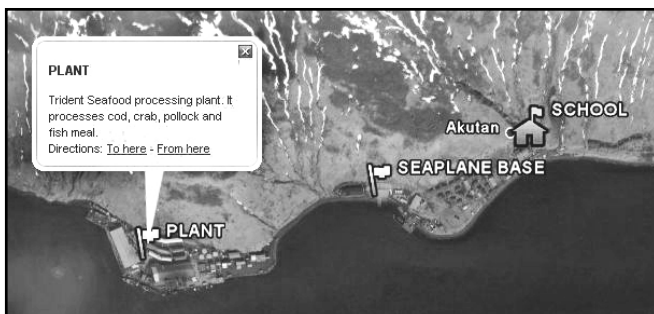 PLANT
Trident Seafood processing plant. It
processes cod, crab, pollock and
fish meal.
Directions: To here - From here
SCHOOL
Akutan
SEAPLANE BASE
PLANT